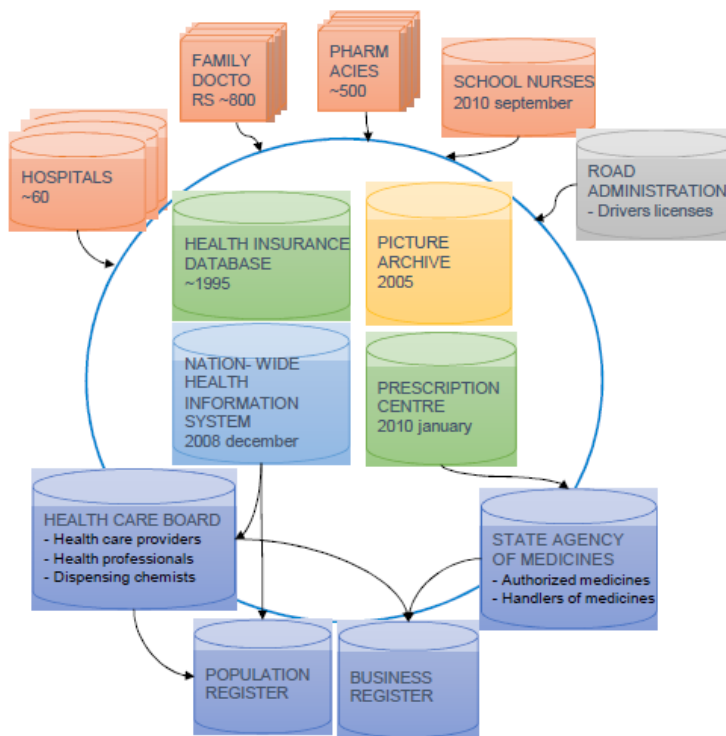 FAMILY
DOCTO
RS ~800
PHARM
ACIES
~500
SCHOOL NURSES
2010 september
HOSPITALS
~60
ROAD
ADMINISTRATION
- Drivers licenses
HEALTH INSURANCE
DATABASE
~1995
PICTURE
ARCHIVE
2005
NATION- WIDE
HEALTH
INFORMATION
SYSTEM
2008 december
PRESCRIPTION
CENTRE
2010 january
HEALTH CARE BOARD
- Health care providers
- Health professionals
- Dispensing chemists
STATE AGENCY
OF MEDICINES
- Authorized medicines
- Handlers of medicines
POPULATION
REGISTER
BUSINESS
REGISTER